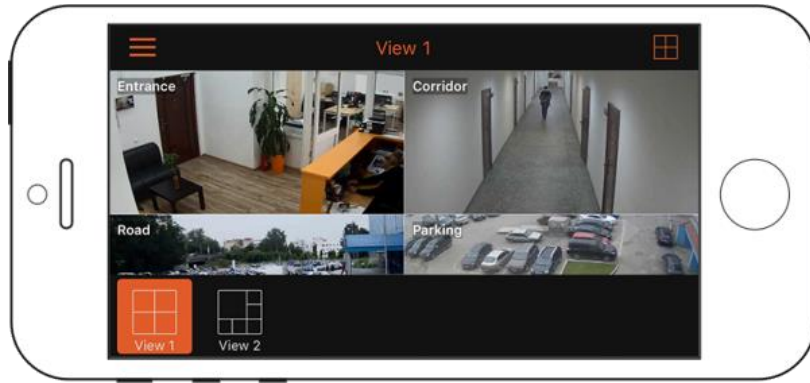 View 1
Entrance
Corridor
Road
Parking
View 1
View 2